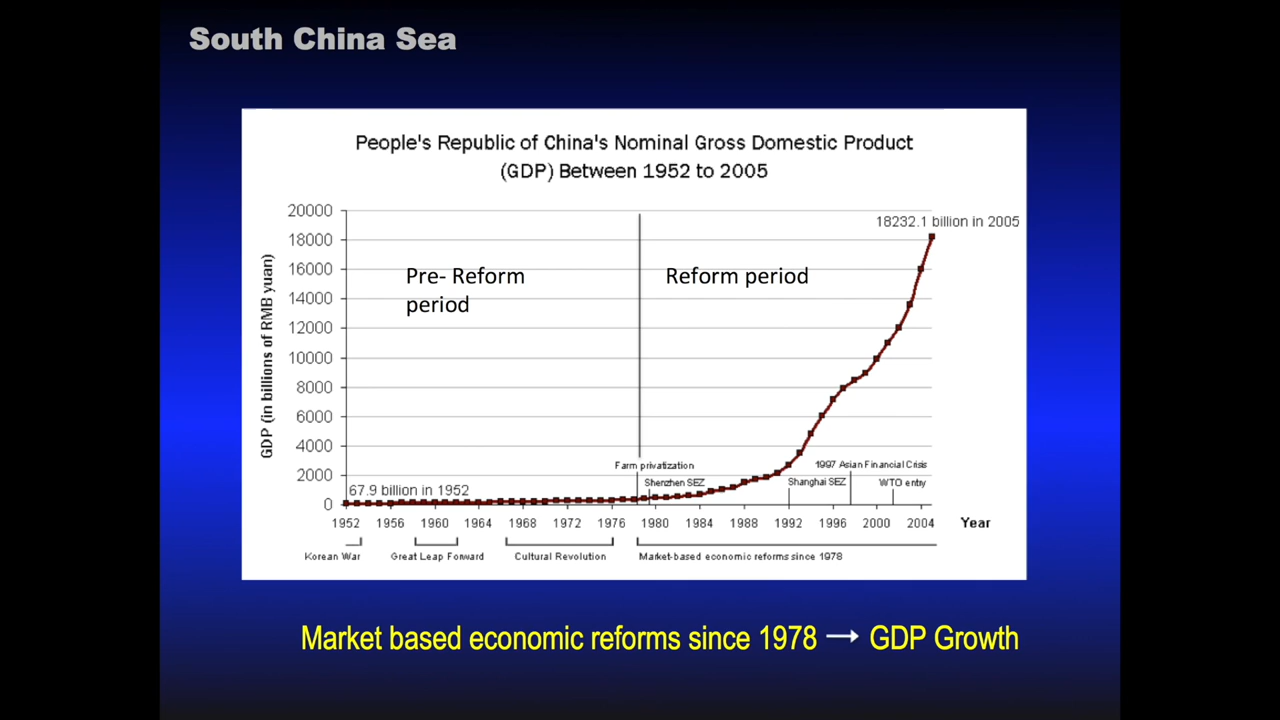 South China Sea
People's Republic of China's Nominal Gross Domestic Product
(GDP) Between 1952 to 2005
GDP (in billions of RMB yuan)
20000
18000
16000
14000
12000
10000
8000
6000
4000
2000
0
18232.1 billion in 2005
Pre- Reform
period
Reform period
Farm privatization
1997 Asian Financial Crisis
Shenzhen SEZ
Shanghai SEZ
WTO entry
67.9 billion in 1952
1952 1956 1960 1964 1968 1972 1976 1980 1984 1988 1992 1996 2000 2004 Year
Korean War
Great Leap Forward
Cultural Revolution
Market-based economic reforms since 1978
Market based economic reforms since 1978 → GDP Growth